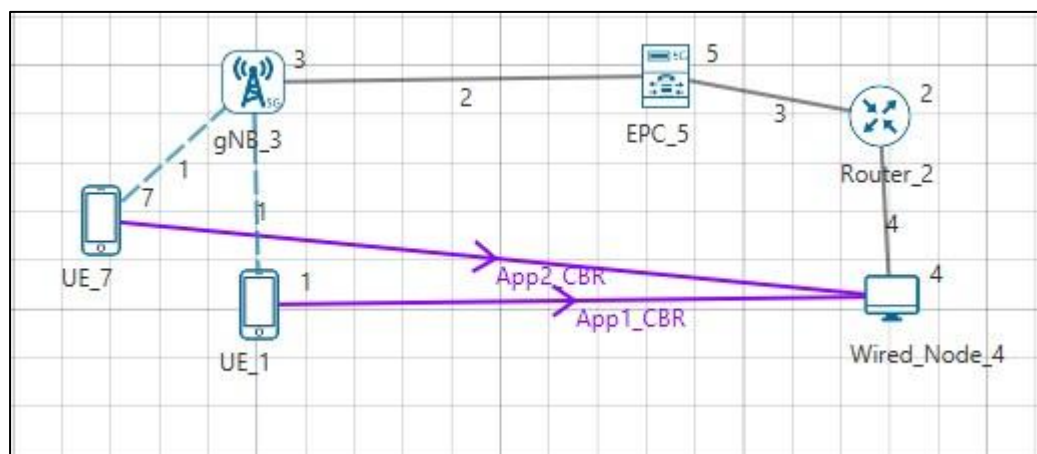 3
5G
gNB_3
2
5
EPC_5
3
2
Router_2
1
7
UE_7
1
1
UE_1
App2_CBR
App1_CBR
4
4
Wired_Node_4